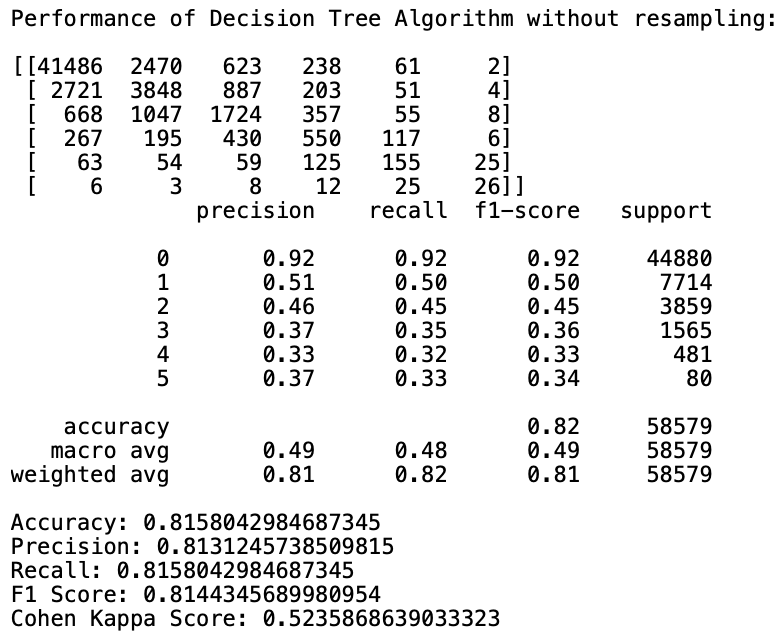 Performance of Decision Tree Algorithm without resampling:
[[41486 2470 623 238 61 2]
[ 2721 3848 887 203 51 4]
[ 668 1047 1724 357 55 8]
[ 267 195 430 550 117 6]
[ 63 54 59 125 155 25]
[ 6 3 8 12 25 26]]
precision recall f1-score support
0 0.92 0.92 0.92 44880
1 0.51 0.50 0.50 7714
2 0.46 0.45 0.45 3859
3 0.37 0.35 0.36 1565
4 0.33 0.32 0.33 481
5 0.37 0.33 0.34 80
accuracy 0.82 58579
macro avg 0.49 0.48 0.49 58579
weighted avg 0.81 0.82 0.81 58579
Accuracy: 0.8158042984687345
Precision: 0.8131245738509815
Recall: 0.8158042984687345
F1 Score: 0.8144345689980954
Cohen Kappa Score: 0.5235868639033323